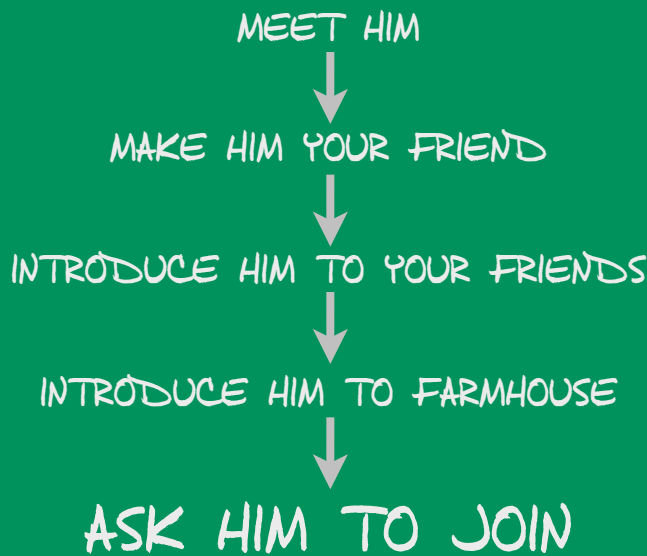 MEET HIM
MAKE HIM YOUR FRIEND
INTRODUCE HIM TO YOUR FRIENDS
INTRODUCE HIM TO FARMHOUSE
ASK HIM TO JOIN